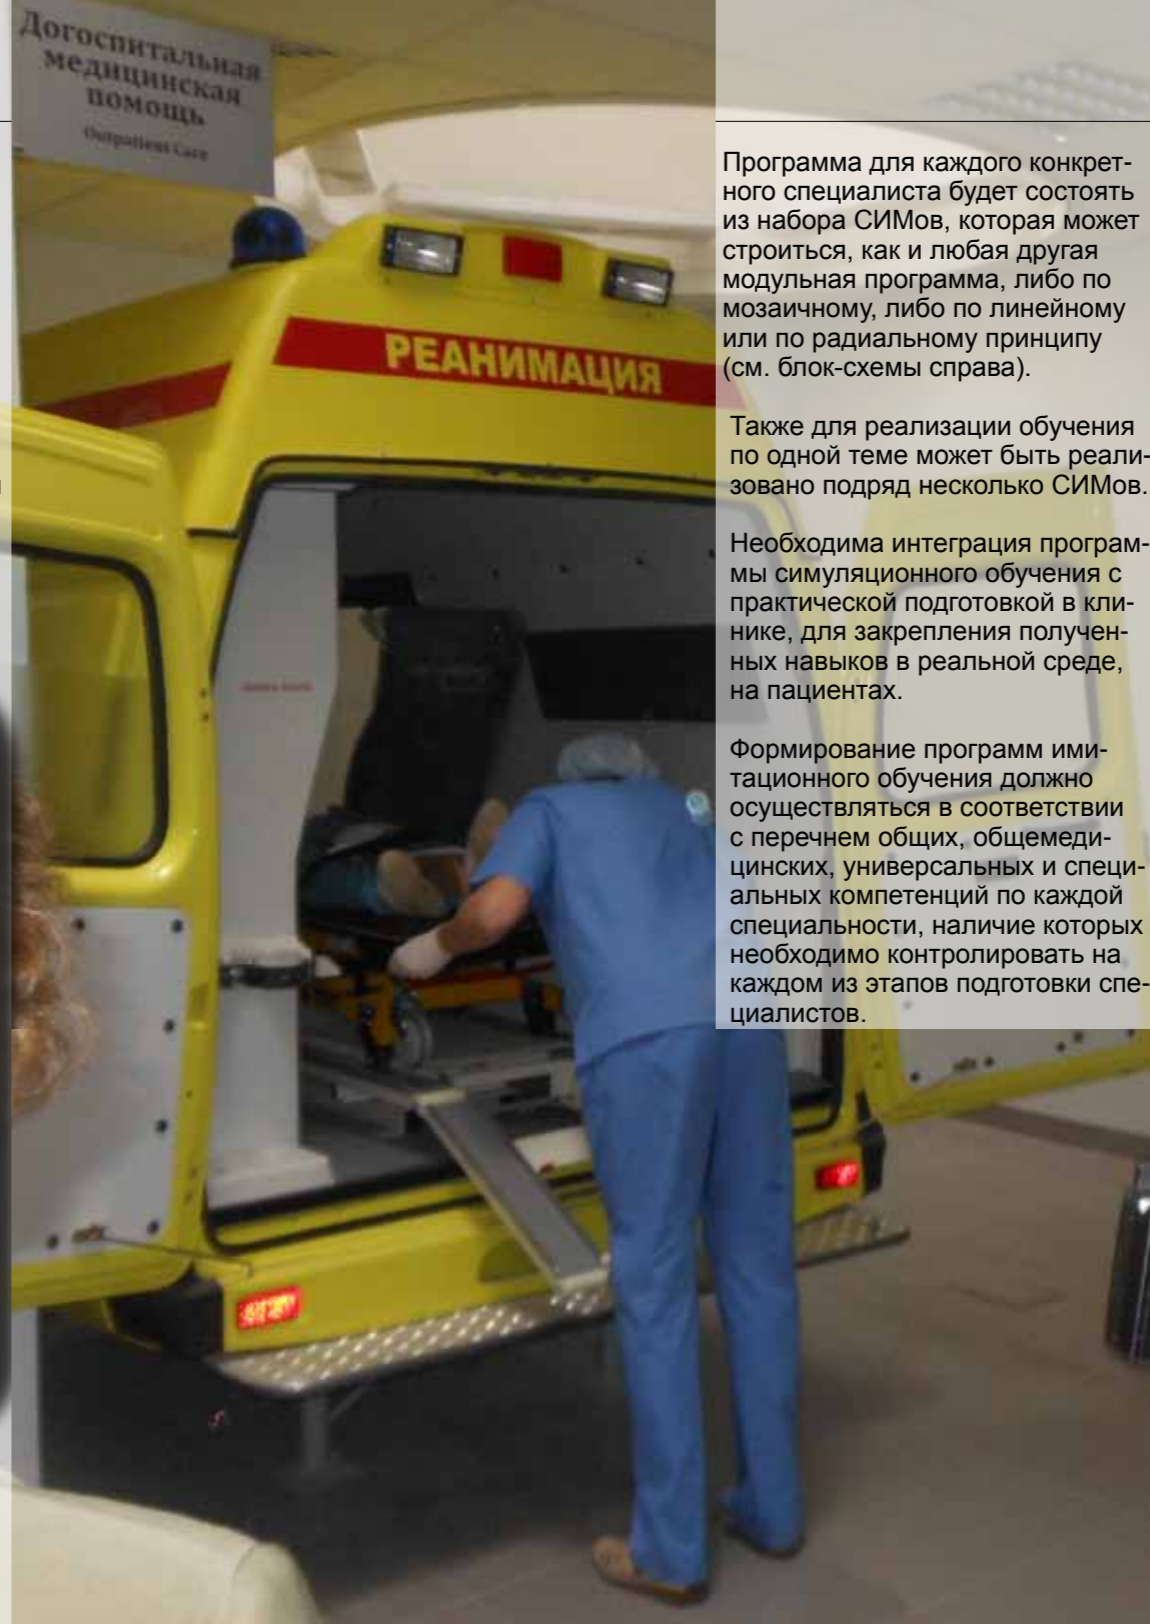 Догоспитальная
медицинская
помощь
Outpatient Care
РЕАНИМАЦИЯ
Программа для каждого конкрет-
ного специалиста будет состоять
из набора СИМов, которая может
строиться, как и любая другая
модульная программа, либо по
мозаичному, либо по линейному
или по радиальному принципу
(см. блок-схемы справа).
Также для реализации обучения
по одной теме может быть реали-
зовано подряд несколько СИМов.
Необходима интеграция програм-
мы симуляционного обучения с
практической подготовкой в кли-
нике, для закрепления получен-
ных навыков в реальной среде,
на пациентах.
Формирование программ ими-
тационного обучения должно
осуществляться в соответствии
с перечнем общих, общемеди-
цинских, универсальных и специ-
альных компетенций по каждой
специальности, наличие которых
необходимо контролировать на
каждом из этапов подготовки спе-
циалистов.